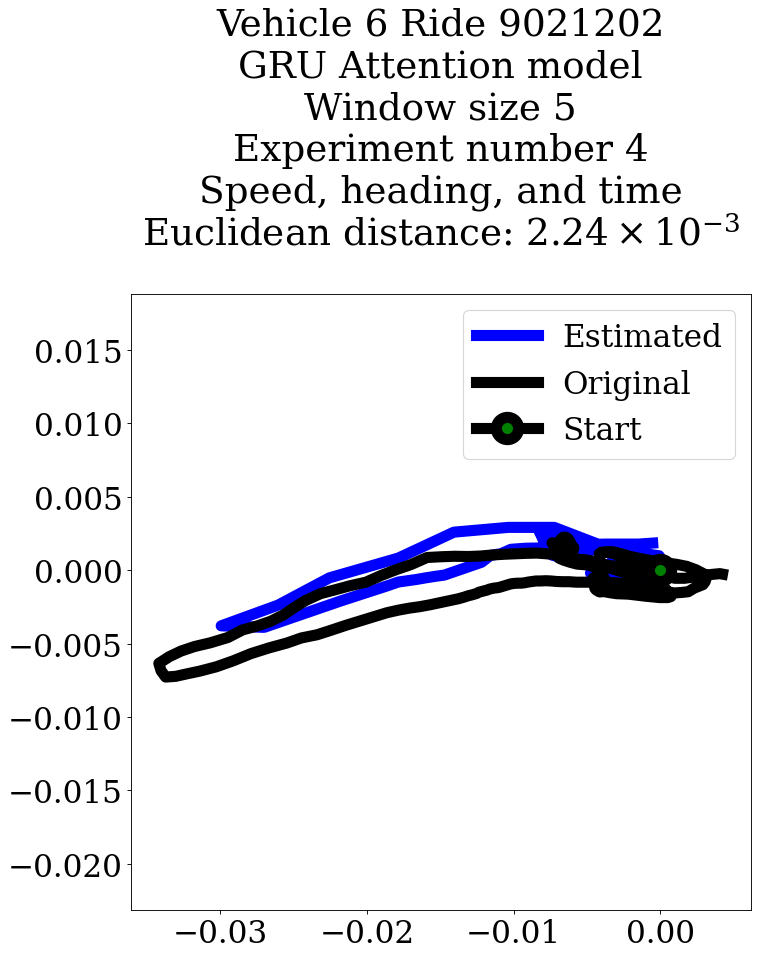 Vehicle 6 Ride 9021202
GRU Attention model
Window size 5
Experiment number 4
Speed, heading, and time
Euclidean distance: 2.24 × 10⁻³
Estimated
Original
Start
0.015
0.010
0.005
0.000
−0.005
−0.010
−0.015
−0.020
−0.03 −0.02 −0.01 0.00